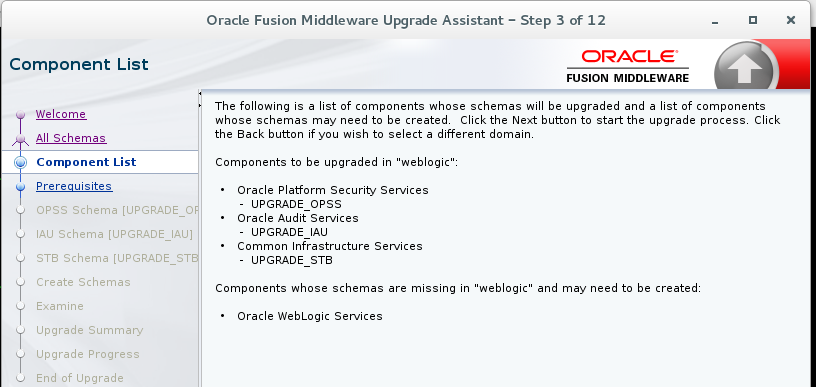 Oracle Fusion Middleware Upgrade Assistant – Step 3 of 12
Component List
ORACLE
FUSION MIDDLEWARE
Welcome
All Schemas
Component List
Prerequisites
OPSS Schema [UPGRADE_OP
IAU Schema [UPGRADE_IAU]
STB Schema [UPGRADE_STB
Create Schemas
Examine
Upgrade Summary
Upgrade Progress
End of Upgrade
The following is a list of components whose schemas will be upgraded and a list of components
whose schemas may need to be created. Click the Next button to start the upgrade process. Click
the Back button if you wish to select a different domain.
Components to be upgraded in "weblogic":
• Oracle Platform Security Services
- UPGRADE_OPSS
• Oracle Audit Services
- UPGRADE_IAU
• Common Infrastructure Services
- UPGRADE_STB
Components whose schemas are missing in "weblogic" and may need to be created:
• Oracle WebLogic Services